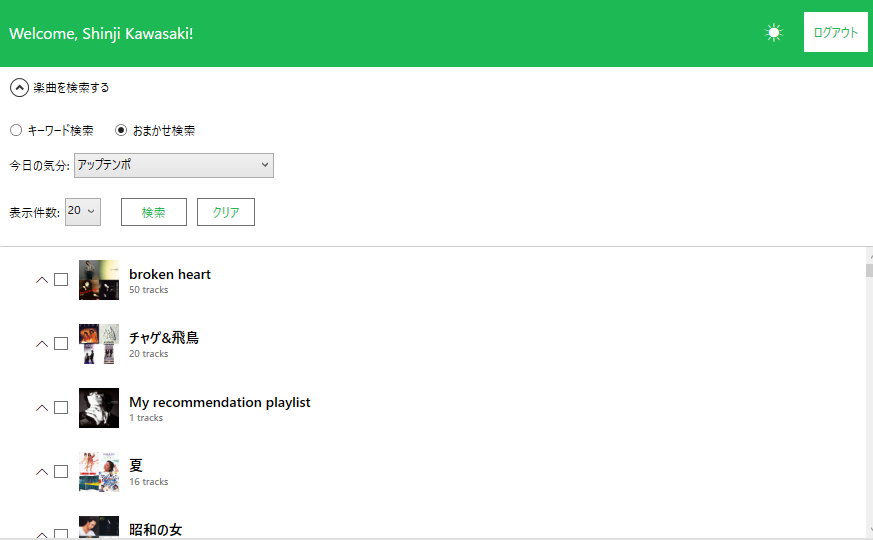 Welcome, Shinji Kawasaki!
ログアウト
楽曲を検索する
キーワード検索 おまかせ検索
今日の気分: アップテンポ
表示件数: 20 検索 クリア
broken heart
50 tracks
チャゲ&飛鳥
20 tracks
My recommendation playlist
1 tracks
夏
16 tracks
昭和の女